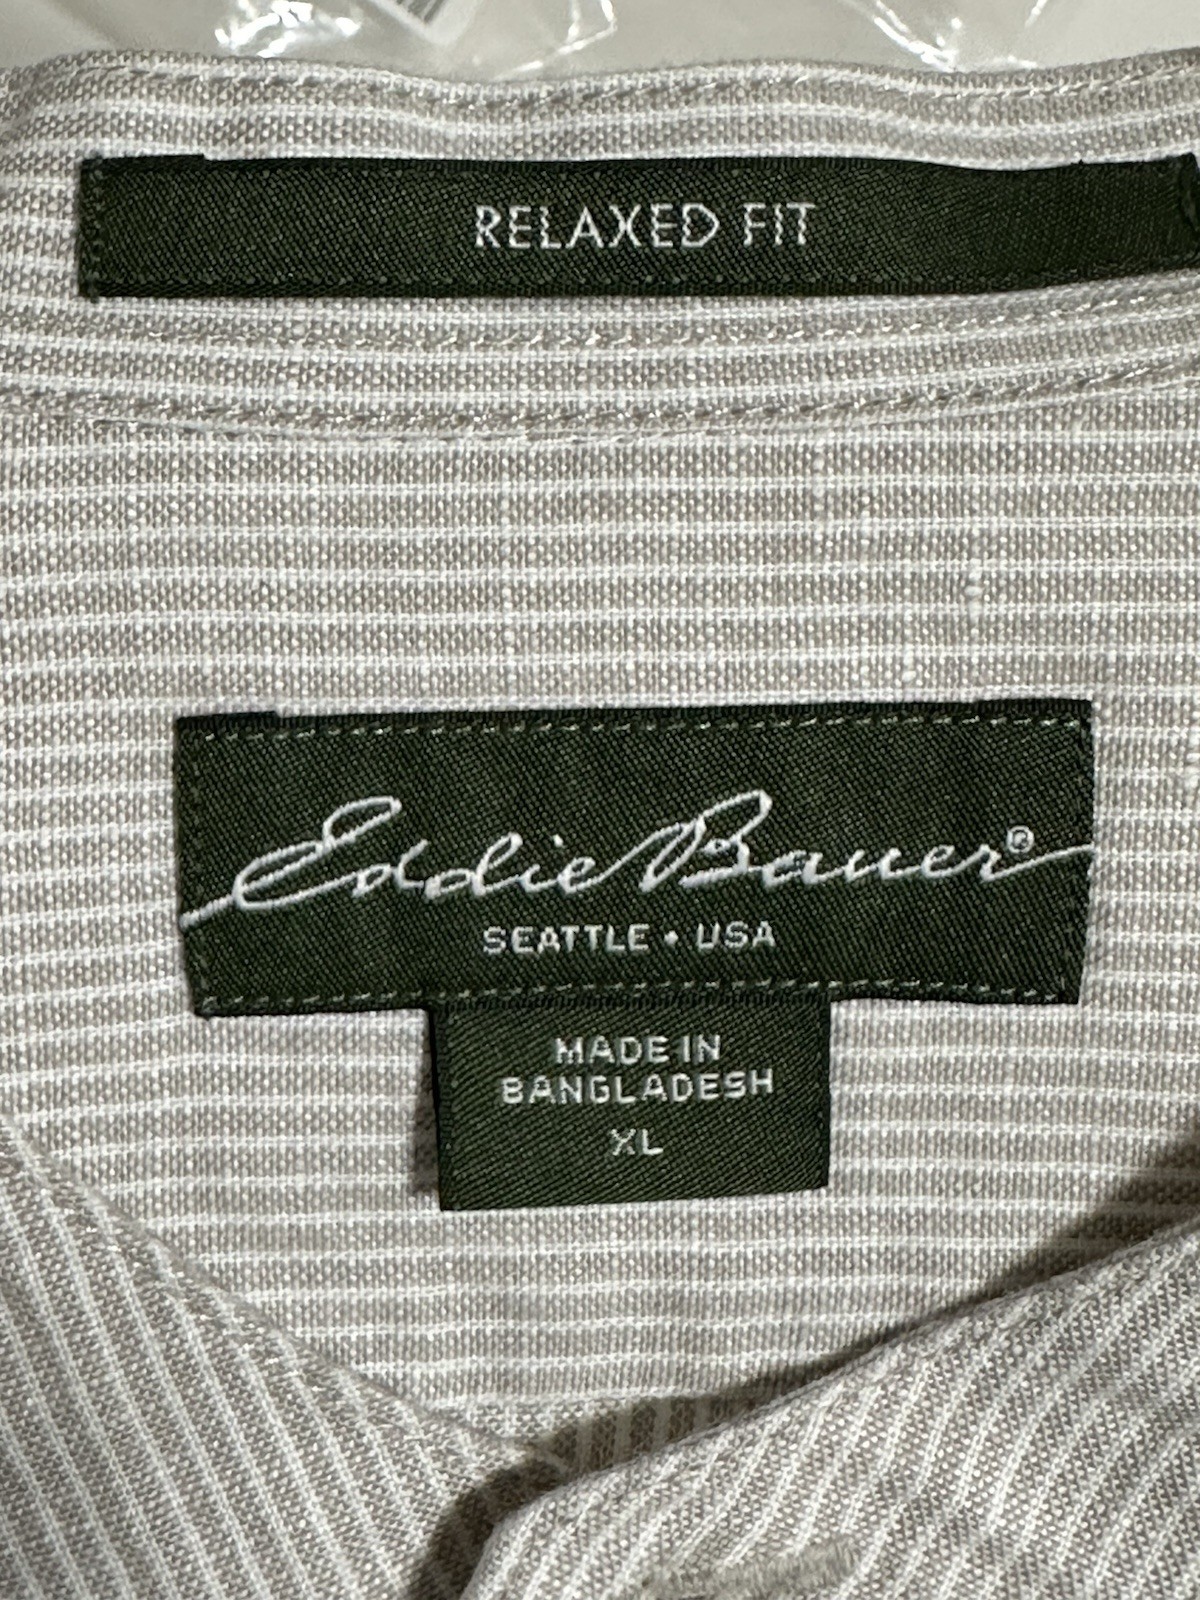 RELAXED FIT
Eddie Bauer®
SEATTLE • USA
MADE IN
BANGLADESH
XL